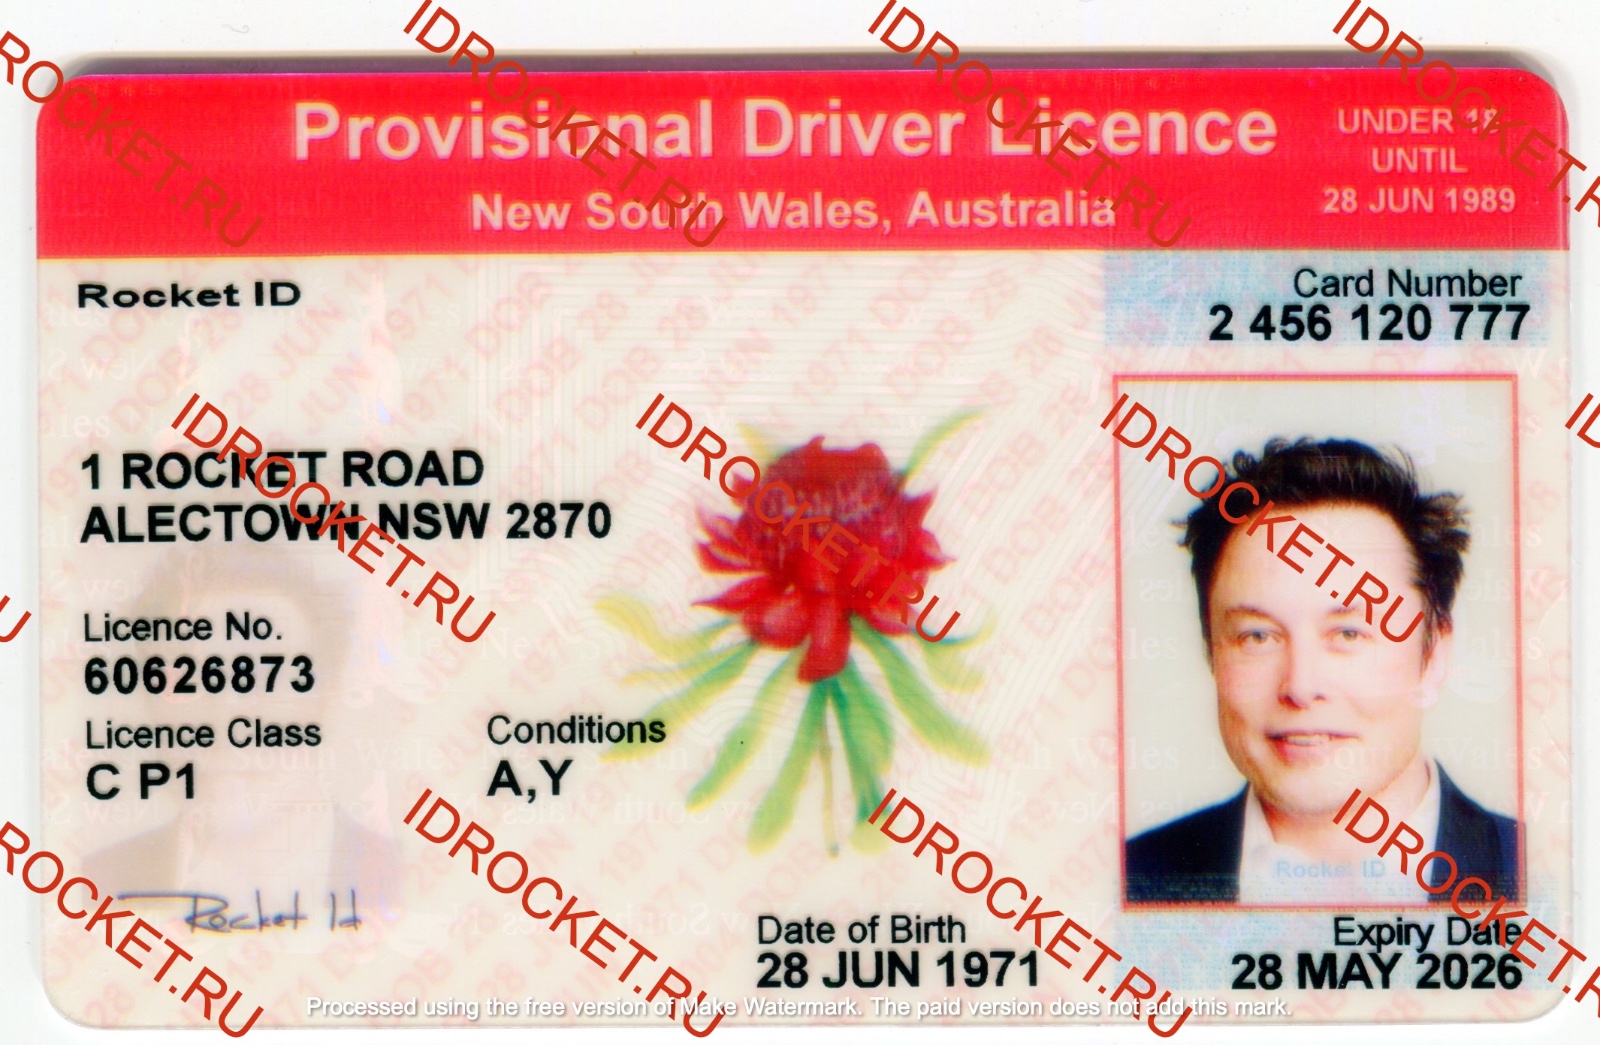 Provisional Driver Licence
New South Wales, Australia
UNDER 18
UNTIL
28 JUN 1989
Rocket ID
Card Number
2 456 120 777
1 ROCKET ROAD
ALECTOWN NSW 2870
Licence No.
60626873
Licence Class
C P1
Conditions
A,Y
Rocket ID
Rocket Id
Date of Birth
28 JUN 1971
Expiry Date
28 MAY 2026
IDROCKET.RU
Processed using the free version of Make Watermark. The paid version does not add this mark.